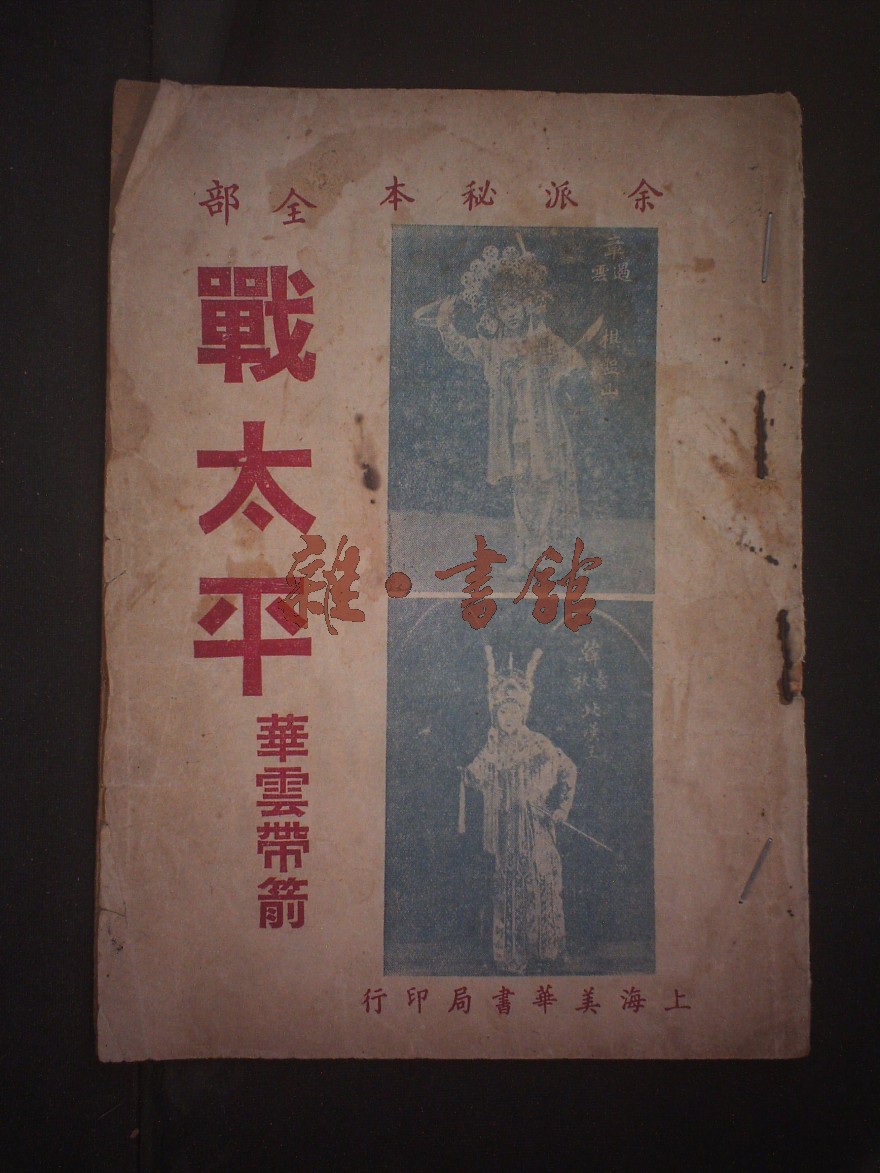 余派秘本全部
戰太平
華雲帶箭
上海美華書局印行
雜·書館